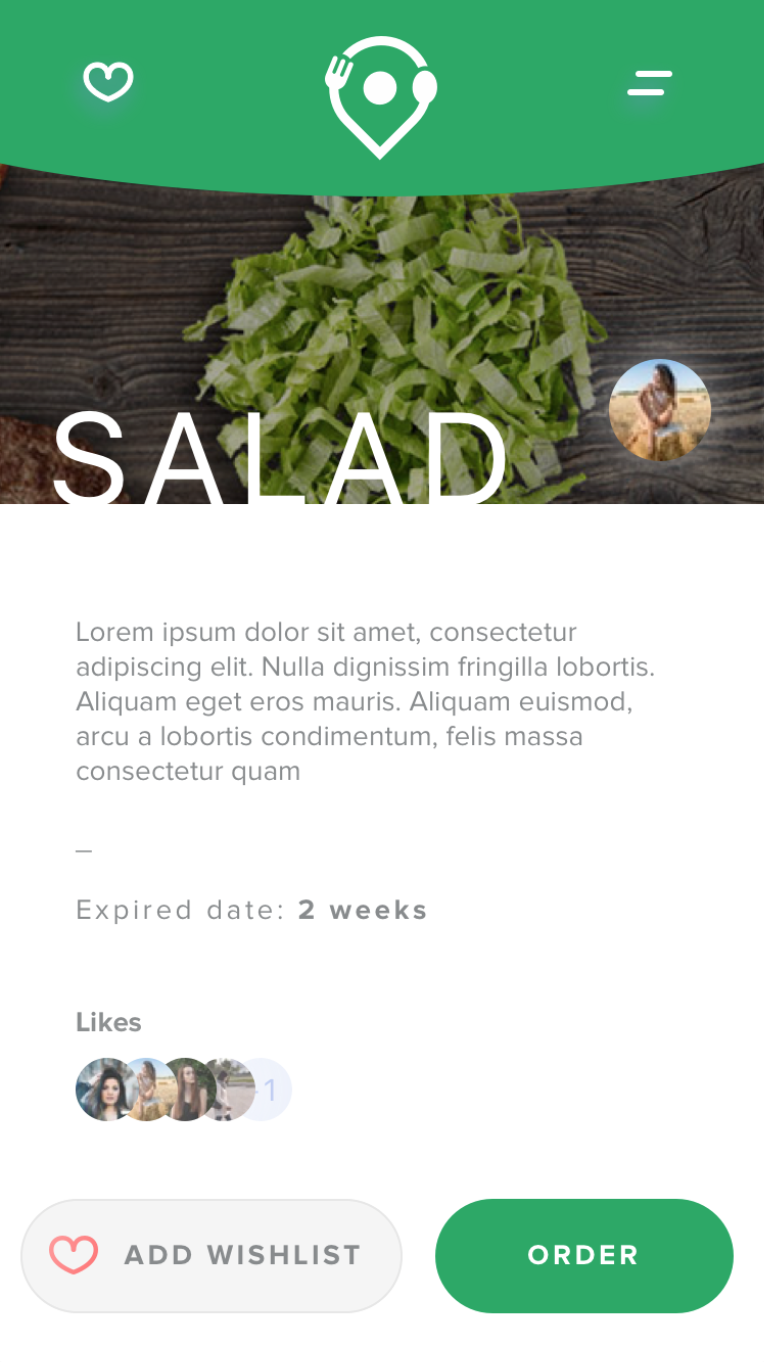 SALAD
Lorem ipsum dolor sit amet, consectetur
adipiscing elit. Nulla dignissim fringilla lobortis.
Aliquam eget eros mauris. Aliquam euismod,
arcu a lobortis condimentum, felis massa
consectetur quam
–
Expired date: 2 weeks
Likes
+1
ADD WISHLIST
ORDER